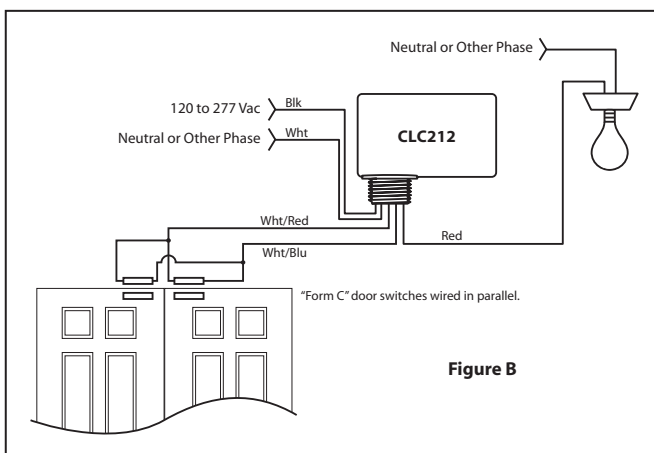 Neutral or Other Phase
120 to 277 Vac
Blk
Neutral or Other Phase
Wht
CLC212
Wht/Red
Red
Wht/Blu
"Form C" door switches wired in parallel.
Figure B